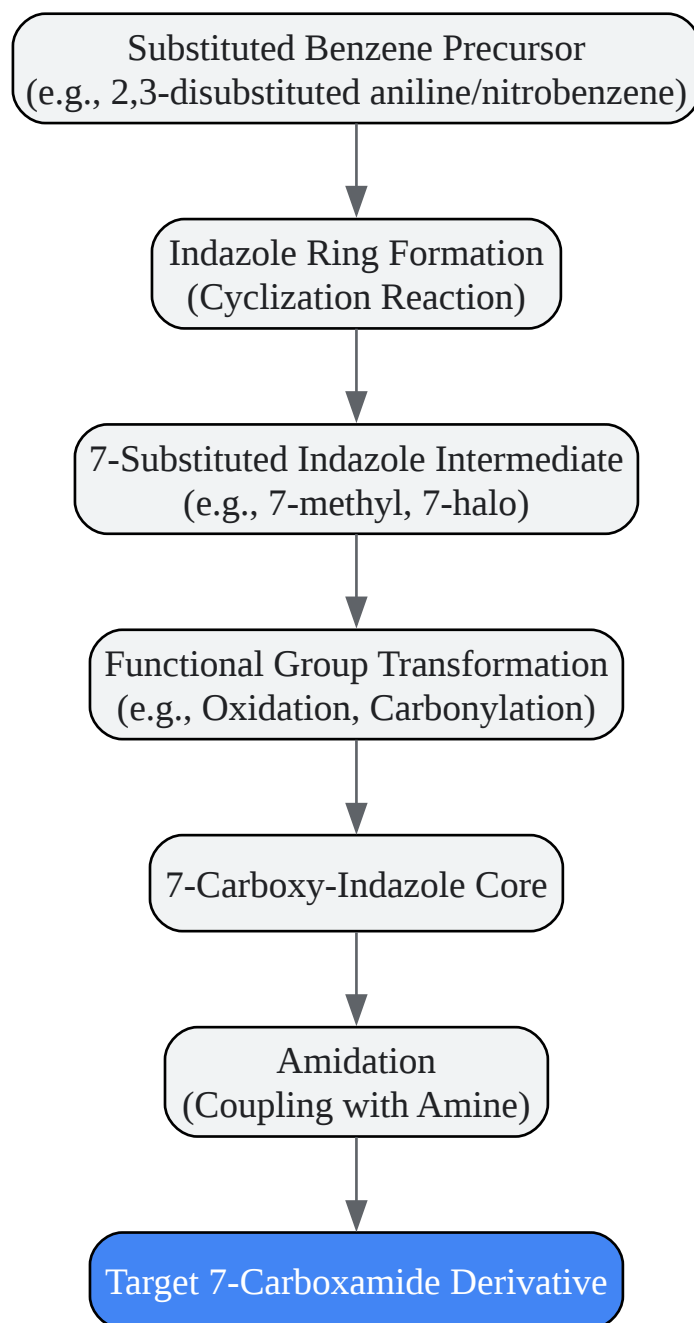 Substituted Benzene Precursor
(e.g., 2,3-disubstituted aniline/nitrobenzene)
Indazole Ring Formation
(Cyclization Reaction)
7-Substituted Indazole Intermediate
(e.g., 7-methyl, 7-halo)
Functional Group Transformation
(e.g., Oxidation, Carbonylation)
7-Carboxy-Indazole Core
Amidation
(Coupling with Amine)
Target 7-Carboxamide Derivative